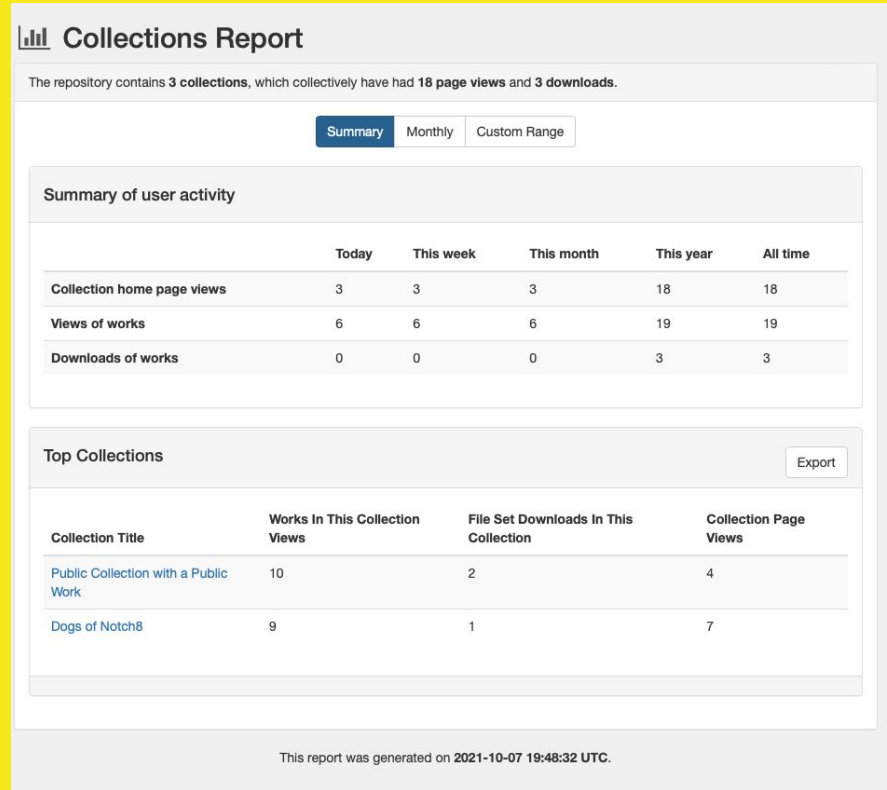 Collections Report
The repository contains 3 collections, which collectively have had 18 page views and 3 downloads.
Summary Monthly Custom Range
Summary of user activity
Today This week This month This year All time
Collection home page views 3 3 3 18 18
Views of works 6 6 6 19 19
Downloads of works 0 0 0 3 3
Top Collections
Export
Works In This Collection File Set Downloads In This Collection Page
Collection Title Views Collection Views
Public Collection with a Public 10 2 4
Work
Dogs of Notch8 9 1 7
This report was generated on 2021-10-07 19:48:32 UTC.